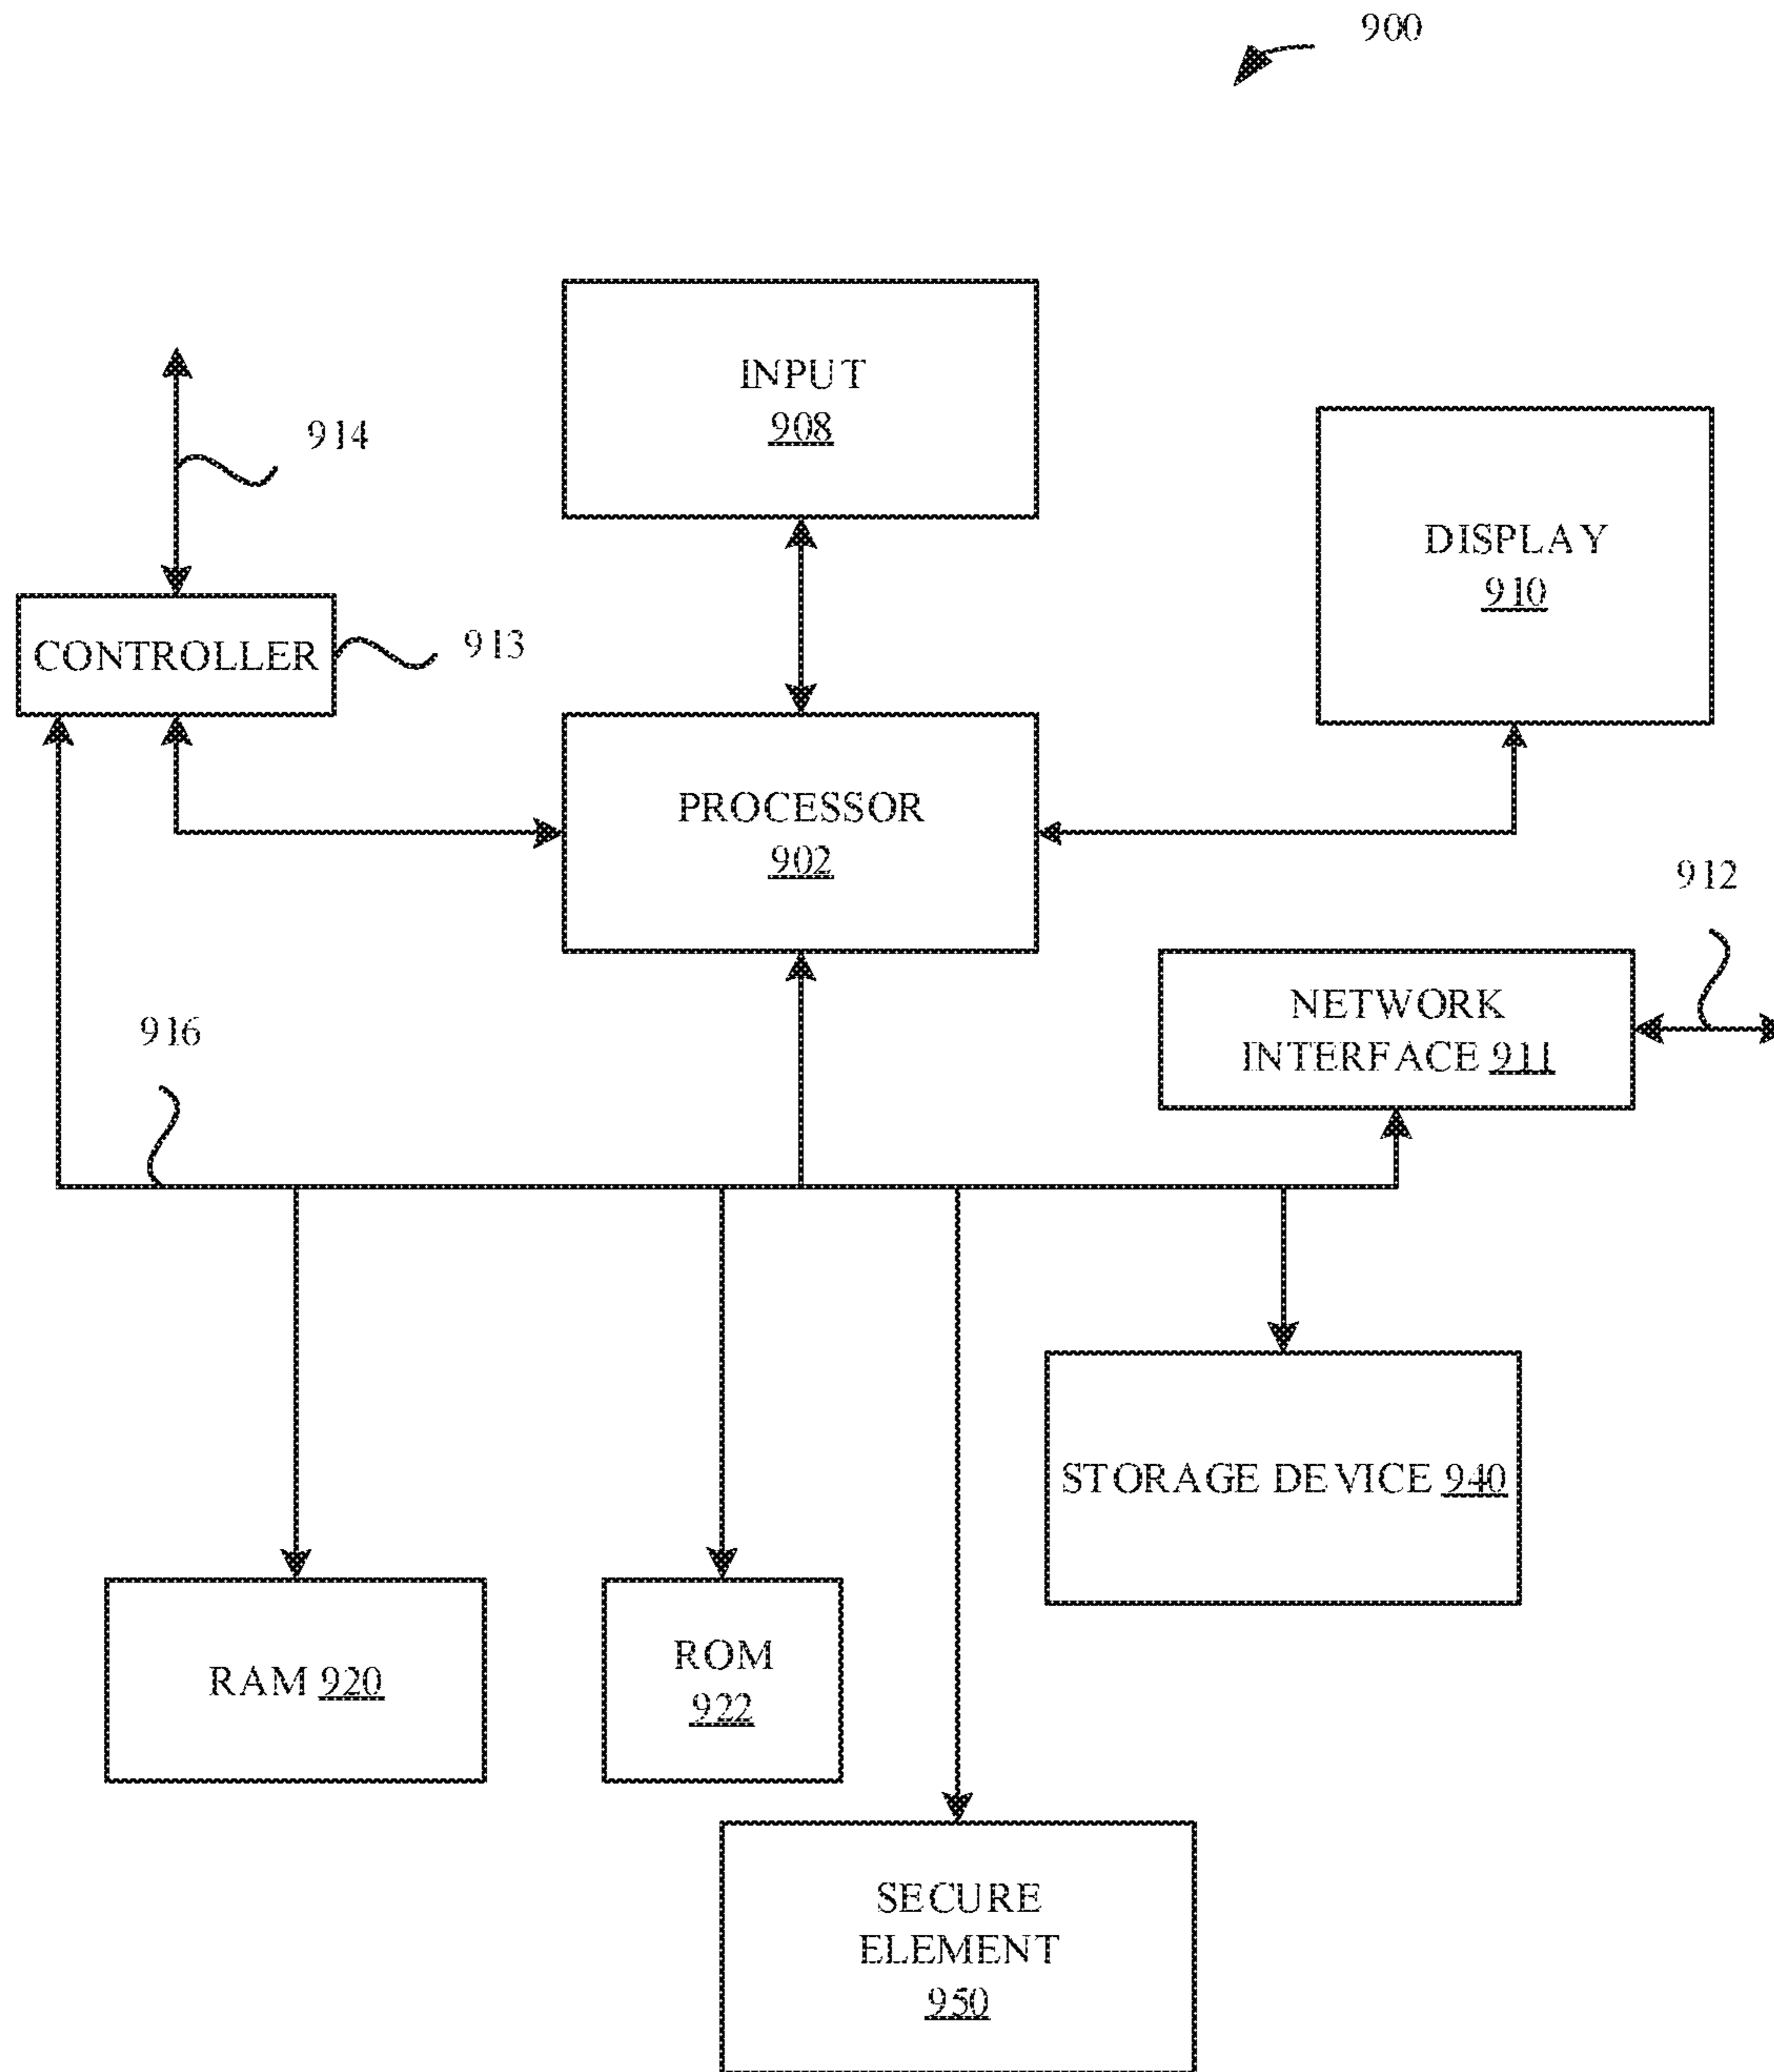 900
INPUT
908
914
DISPLAY
910
CONTROLLER
913
PROCESSOR
902
912
NETWORK
INTERFACE 911
916
STORAGE DEVICE 940
RAM 920
ROM
922
SECURE
ELEMENT
950